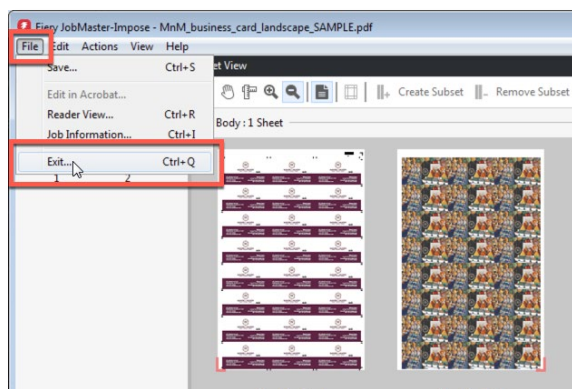 Fiery JobMaster-Impose - MnM_business_card_landscape_SAMPLE.pdf
File Edit Actions View Help
Save... Ctrl+S
et View
Edit in Acrobat...
Reader View... Ctrl+R
Create Subset Remove Subset
Job Information... Ctrl+I
Body : 1 Sheet
Exit... Ctrl+Q
1 2